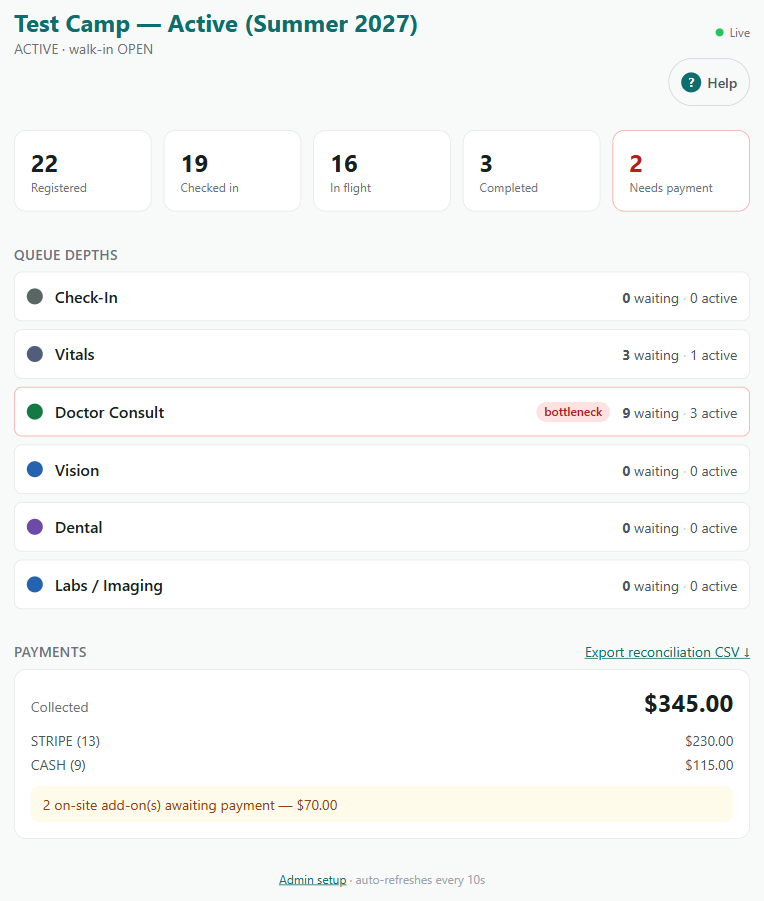 Test Camp — Active (Summer 2027)
ACTIVE · walk-in OPEN
Live
? Help
22
Registered
19
Checked in
16
In flight
3
Completed
2
Needs payment
QUEUE DEPTHS
Check-In 0 waiting · 0 active
Vitals 3 waiting · 1 active
Doctor Consult bottleneck 9 waiting · 3 active
Vision 0 waiting · 0 active
Dental 0 waiting · 0 active
Labs / Imaging 0 waiting · 0 active
PAYMENTS Export reconciliation CSV ↓
Collected $345.00
STRIPE (13) $230.00
CASH (9) $115.00
2 on-site add-on(s) awaiting payment — $70.00
Admin setup · auto-refreshes every 10s